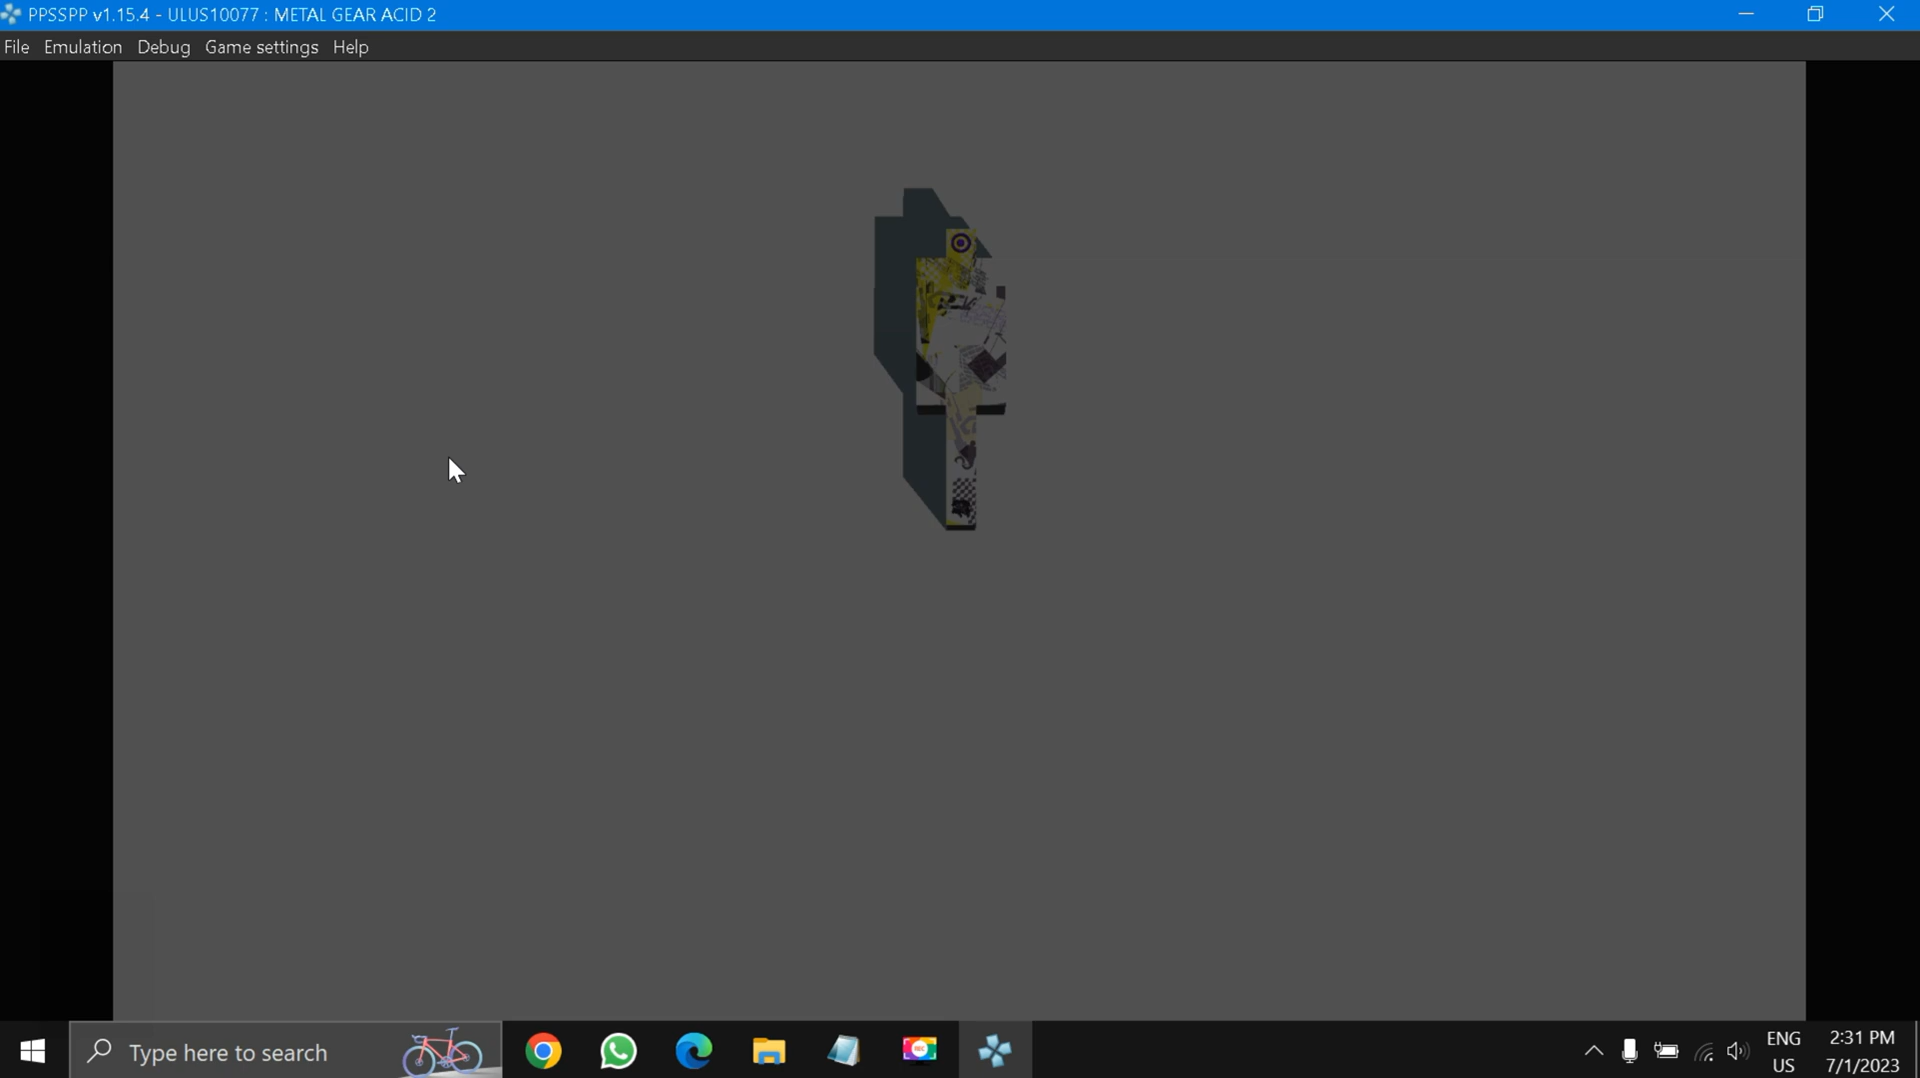 PPSSPP v1.15.4 - ULUS10077 : METAL GEAR ACID 2
File Emulation Debug Game settings Help
Type here to search
ENG
US
2:31 PM
7/1/2023